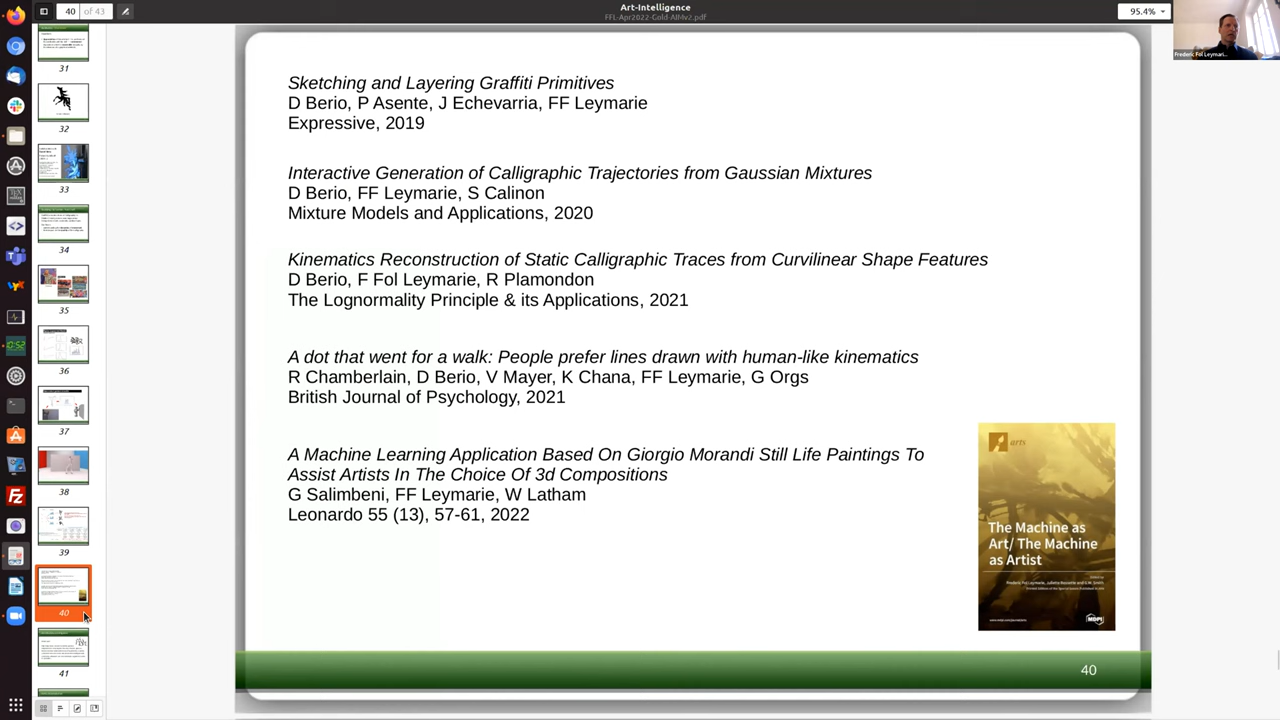 Art-Intelligence
FFL-Apr2022-Gold-AIMv2.pdf
40 of 43
95.4%
Frederic Fol Leymari...
31
32
33
34
35
36
37
38
39
40
41
Sketching and Layering Graffiti Primitives
D Berio, P Asente, J Echevarria, FF Leymarie
Expressive, 2019
Interactive Generation of Calligraphic Trajectories from Gaussian Mixtures
D Berio, FF Leymarie, S Calinon
Mixture Models and Applications, 2020
Kinematics Reconstruction of Static Calligraphic Traces from Curvilinear Shape Features
D Berio, F Fol Leymarie, R Plamondon
The Lognormality Principle & its Applications, 2021
A dot that went for a walk: People prefer lines drawn with human-like kinematics
R Chamberlain, D Berio, V Mayer, K Chana, FF Leymarie, G Orgs
British Journal of Psychology, 2021
A Machine Learning Application Based On Giorgio Morandi Still Life Paintings To
Assist Artists In The Choice Of 3d Compositions
G Salimbeni, FF Leymarie, W Latham
Leonardo 55 (13), 57-61, 2022
arts
The Machine as
Art/ The Machine
as Artist
MDPI
40